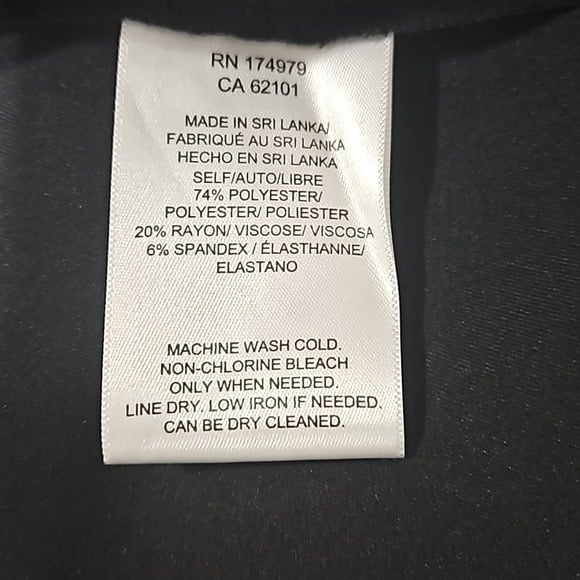 RN 174979
CA 62101
MADE IN SRI LANKA/
FABRIQUÉ AU SRI LANKA
HECHO EN SRI LANKA
SELF/AUTO/LIBRE
74% POLYESTER/
POLYESTER/ POLIESTER
20% RAYON/ VISCOSE/ VISCOSA
6% SPANDEX / ÉLASTHANNE/
ELASTANO
MACHINE WASH COLD.
NON-CHLORINE BLEACH
ONLY WHEN NEEDED.
LINE DRY. LOW IRON IF NEEDED.
CAN BE DRY CLEANED.